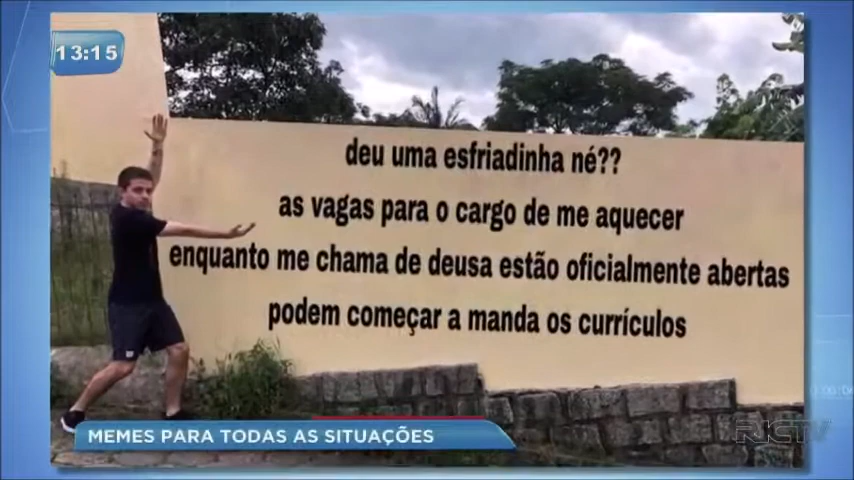 13:15
deu uma esfriadinha né??
as vagas para o cargo de me aquecer
enquanto me chama de deusa estão oficialmente abertas
podem começar a manda os currículos
MEMES PARA TODAS AS SITUAÇÕES
RICTV